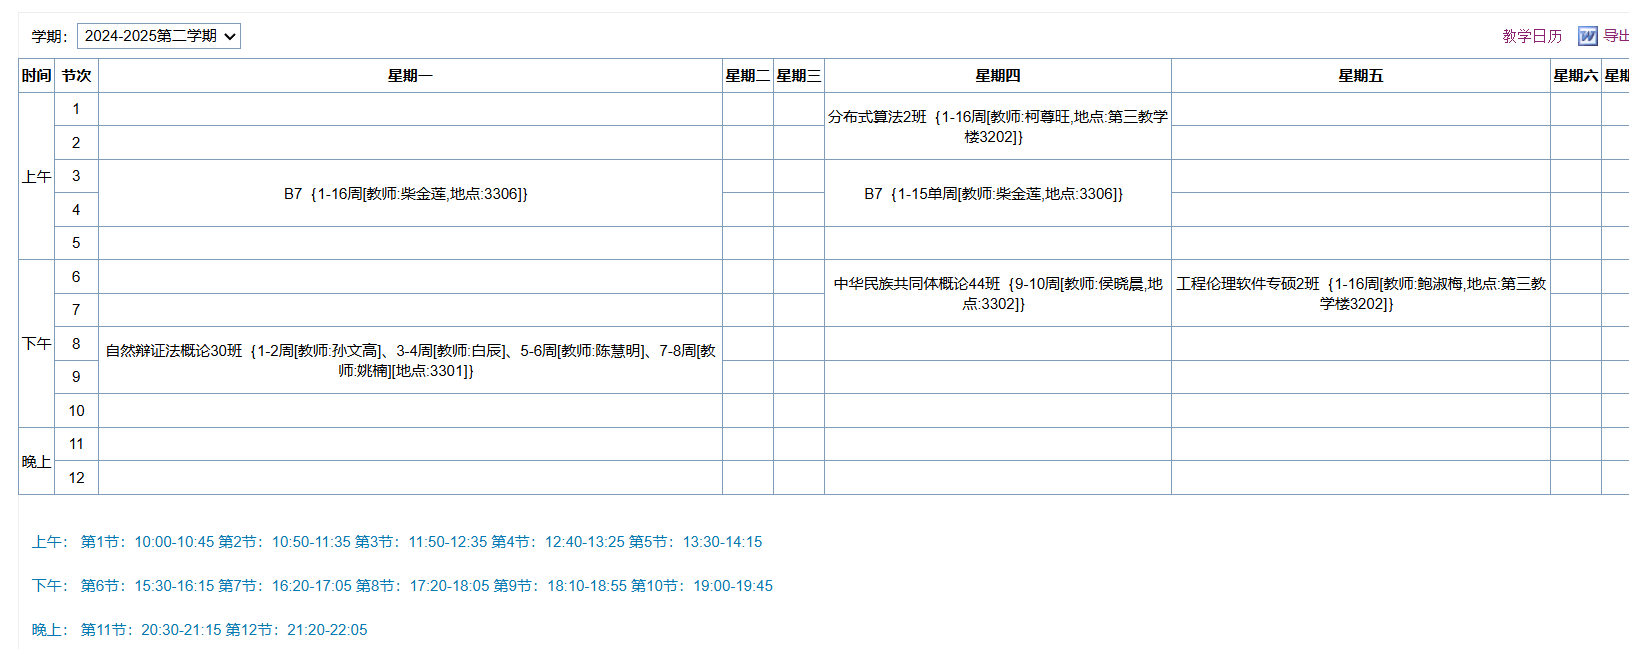 学期： 2024-2025第二学期 教学日历 导出
时间 节次 星期一 星期二 星期三 星期四 星期五 星期六 星期
上午
1
分布式算法2班｛1-16周[教师:柯尊旺,地点:第三教学
楼3202]｝
2
3
B7｛1-16周[教师:柴金莲,地点:3306]｝
B7｛1-15单周[教师:柴金莲,地点:3306]｝
4
5
下午
6
中华民族共同体概论44班｛9-10周[教师:侯晓晨,地
点:3302]｝
工程伦理软件专硕2班｛1-16周[教师:鲍淑梅,地点:第三教
学楼3202]｝
7
8
自然辩证法概论30班｛1-2周[教师:孙文高]、3-4周[教师:白辰]、5-6周[教师:陈慧明]、7-8周[教
师:姚楠][地点:3301]｝
9
10
晚上
11
12
上午： 第1节：10:00-10:45 第2节：10:50-11:35 第3节：11:50-12:35 第4节：12:40-13:25 第5节：13:30-14:15
下午： 第6节：15:30-16:15 第7节：16:20-17:05 第8节：17:20-18:05 第9节：18:10-18:55 第10节：19:00-19:45
晚上： 第11节：20:30-21:15 第12节：21:20-22:05